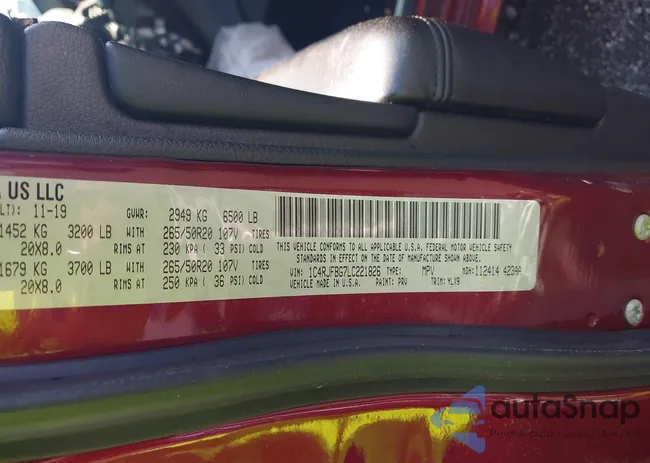 A US LLC
LT): 11-19 GVWR: 2949 KG 6500 LB
1452 KG 3200 LB WITH 265/50R20 107V TIRES
20X8.0 RIMS AT 230 KPA ( 33 PSI) COLD
1679 KG 3700 LB WITH 265/50R20 107V TIRES
20X8.0 RIMS AT 250 KPA ( 36 PSI) COLD
THIS VEHICLE CONFORMS TO ALL APPLICABLE U.S.A. FEDERAL MOTOR VEHICLE SAFETY
STANDARDS IN EFFECT ON THE DATE OF MANUFACTURE SHOWN ABOVE.
VIN: 1C4RJFBG7LC221826 TYPE: MPV MDH: 112414 423AA
VEHICLE MADE IN U.S.A. PAINT: PRV TRIM: YLX9
autoSnap